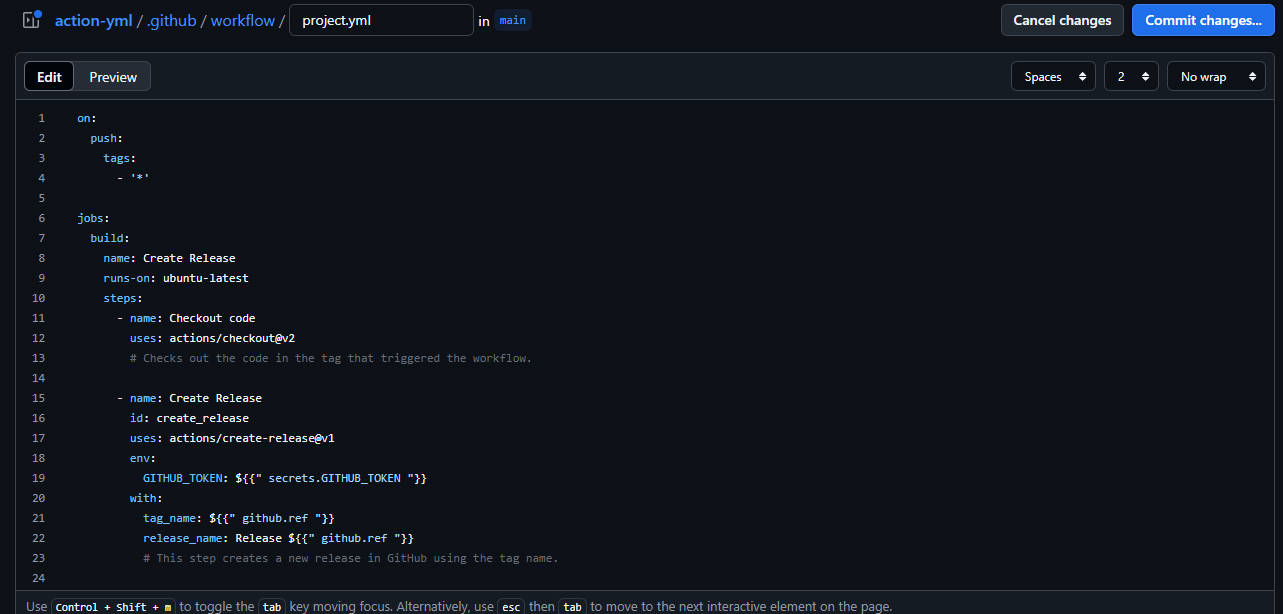 action-yml / .github / workflow / project.yml in main Cancel changes Commit changes...
Edit Preview Spaces 2 No wrap
1 on:
2   push:
3     tags:
4       - '*'
5
6 jobs:
7   build:
8     name: Create Release
9     runs-on: ubuntu-latest
10     steps:
11       - name: Checkout code
12         uses: actions/checkout@v2
13         # Checks out the code in the tag that triggered the workflow.
14
15       - name: Create Release
16         id: create_release
17         uses: actions/create-release@v1
18         env:
19           GITHUB_TOKEN: ${{" secrets.GITHUB_TOKEN "}}
20         with:
21           tag_name: ${{" github.ref "}}
22           release_name: Release ${{" github.ref "}}
23           # This step creates a new release in GitHub using the tag name.
24
Use Control + Shift + m to toggle the tab key moving focus. Alternatively, use esc then tab to move to the next interactive element on the page.